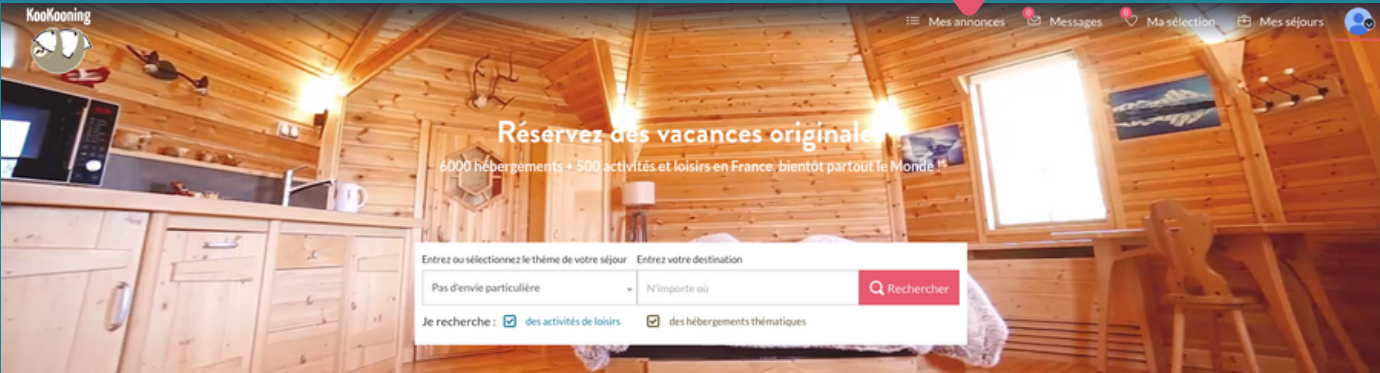 KooKooning
0 0
Mes annonces Messages Ma sélection Mes séjours
Réservez des vacances originales
6000 hébergements + 500 activités et loisirs en France, bientôt partout le Monde !
Entrez ou sélectionnez le thème de votre séjour Entrez votre destination
Pas d'envie particulière N'importe où Rechercher
Je recherche : des activités de loisirs des hébergements thématiques